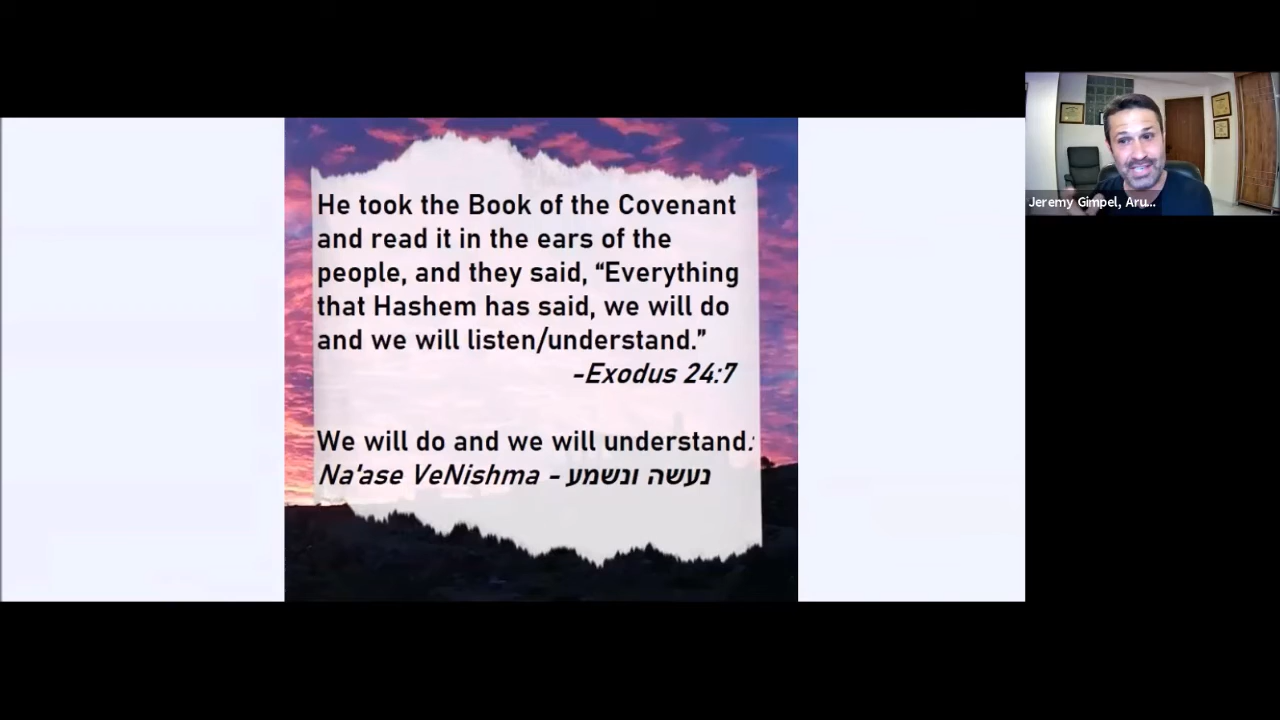 He took the Book of the Covenant
and read it in the ears of the
people, and they said, “Everything
that Hashem has said, we will do
and we will listen/understand.”
-Exodus 24:7
We will do and we will understand:
Na'ase VeNishma - נעשה ונשמע
Jeremy Gimpel, Aru...